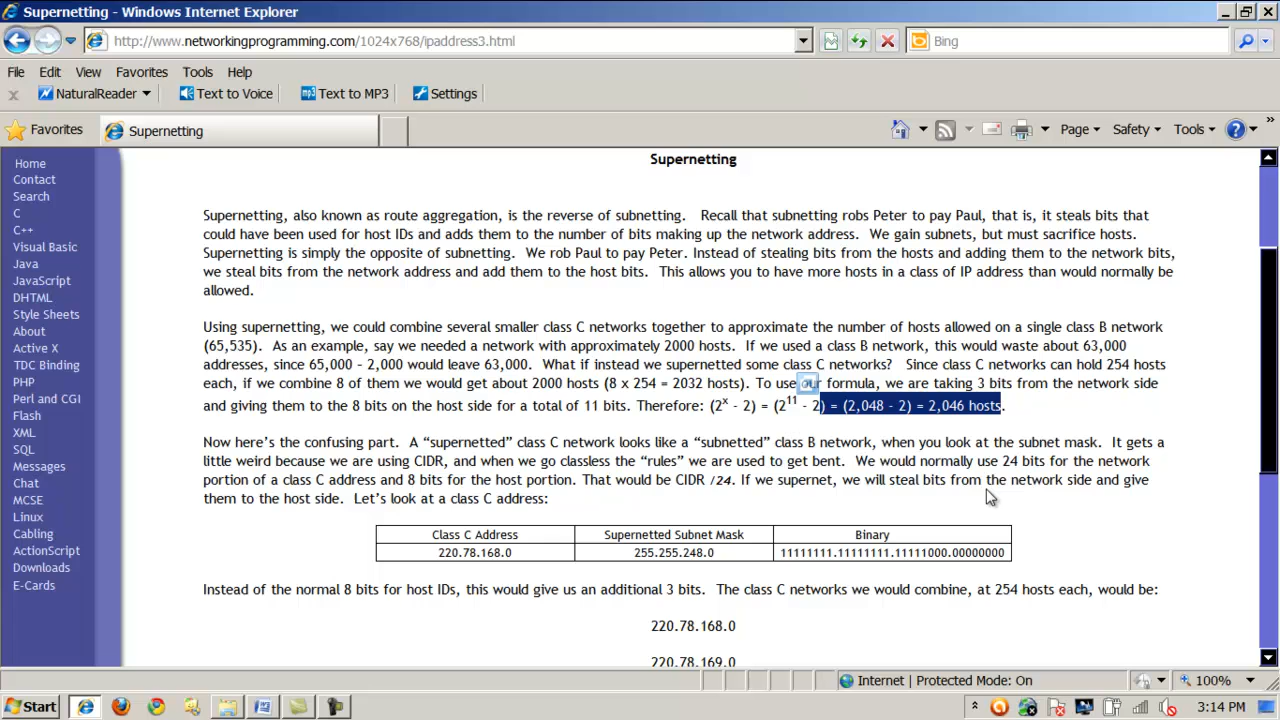 Supernetting - Windows Internet Explorer
http://www.networkingprogramming.com/1024x768/ipaddress3.html
Bing
File Edit View Favorites Tools Help
x NaturalReader Text to Voice Text to MP3 Settings
Favorites Supernetting Page Safety Tools »
Home
Contact
Search
C
C++
Visual Basic
Java
JavaScript
DHTML
Style Sheets
About
Active X
TDC Binding
PHP
Perl and CGI
Flash
XML
SQL
Messages
Chat
MCSE
Linux
Cabling
ActionScript
Downloads
E-Cards
Supernetting
Supernetting, also known as route aggregation, is the reverse of subnetting. Recall that subnetting robs Peter to pay Paul, that is, it steals bits that
could have been used for host IDs and adds them to the number of bits making up the network address. We gain subnets, but must sacrifice hosts.
Supernetting is simply the opposite of subnetting. We rob Paul to pay Peter. Instead of stealing bits from the hosts and adding them to the network bits,
we steal bits from the network address and add them to the host bits. This allows you to have more hosts in a class of IP address than would normally be
allowed.
Using supernetting, we could combine several smaller class C networks together to approximate the number of hosts allowed on a single class B network
(65,535). As an example, say we needed a network with approximately 2000 hosts. If we used a class B network, this would waste about 63,000
addresses, since 65,000 - 2,000 would leave 63,000. What if instead we supernetted some class C networks? Since class C networks can hold 254 hosts
each, if we combine 8 of them we would get about 2000 hosts (8 x 254 = 2032 hosts). To use our formula, we are taking 3 bits from the network side
and giving them to the 8 bits on the host side for a total of 11 bits. Therefore: (2^x - 2) = (2^11 - 2) = (2,048 - 2) = 2,046 hosts.
Now here's the confusing part. A “supernetted” class C network looks like a “subnetted” class B network, when you look at the subnet mask. It gets a
little weird because we are using CIDR, and when we go classless the “rules” we are used to get bent. We would normally use 24 bits for the network
portion of a class C address and 8 bits for the host portion. That would be CIDR /24. If we supernet, we will steal bits from the network side and give
them to the host side. Let's look at a class C address:
Class C Address Supernetted Subnet Mask Binary
220.78.168.0 255.255.248.0 11111111.11111111.11111000.00000000
Instead of the normal 8 bits for host IDs, this would give us an additional 3 bits. The class C networks we would combine, at 254 hosts each, would be:
220.78.168.0
220.78.169.0
Internet | Protected Mode: On 100%
Start 3:14 PM